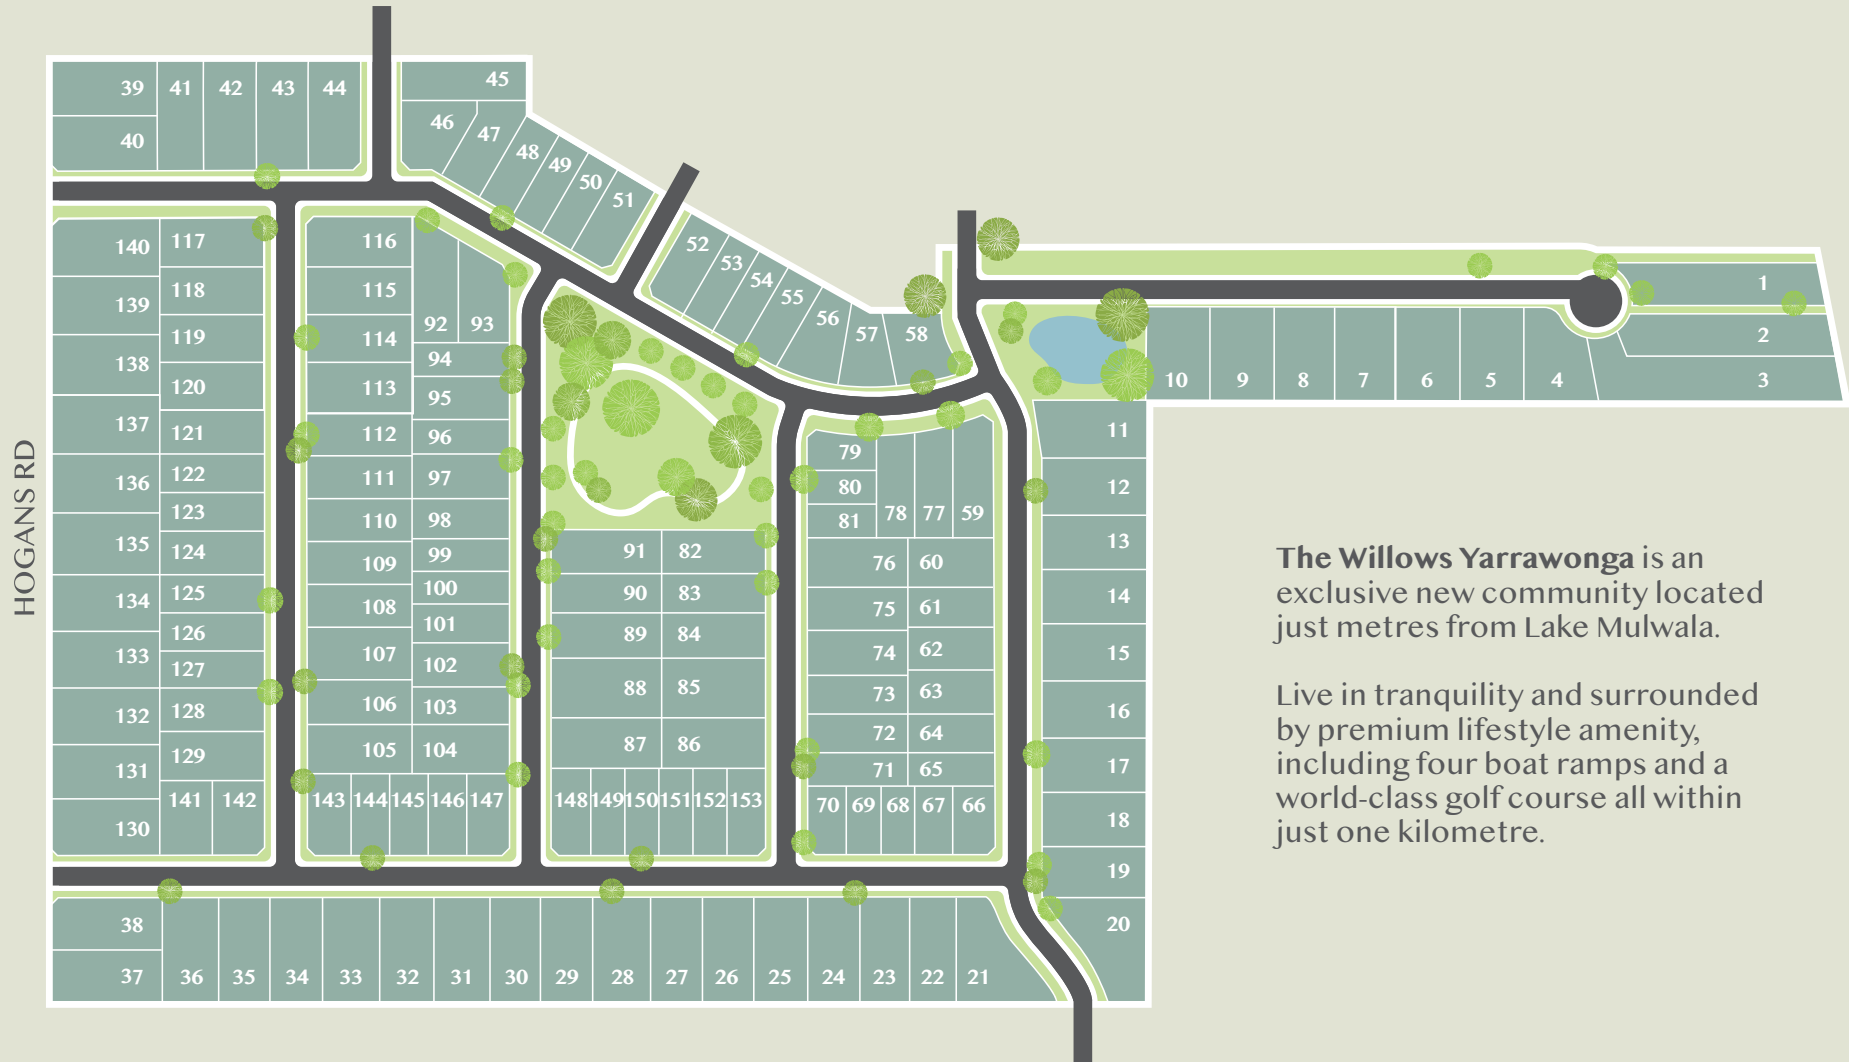 39 41 42 43 44 45
40 46 47 48 49 50 51
52 53 54 55 56 57 58
1
2
3
10 9 8 7 6 5 4
HOGANS RD
140 117 116
139 118 115 92 93
138 119 114 94
120 113 95
137 121 112 96
136 122 111 97
123 110 98
135 124 109 99
134 125 108 100
126 101
133 127 107 102
132 128 106 103
131 129 105 104
130 141 142 143 144 145 146 147
91 82
90 83
89 84
88 85
87 86
148 149 150 151 152 153
79
80
81 78 77 59
76 60
75 61
74 62
73 63
72 64
71 65
70 69 68 67 66
11
12
13
14
15
16
17
18
19
20
38
37 36 35 34 33 32 31 30 29 28 27 26 25 24 23 22 21
The Willows Yarrawonga is an
exclusive new community located
just metres from Lake Mulwala.
Live in tranquility and surrounded
by premium lifestyle amenity,
including four boat ramps and a
world-class golf course all within
just one kilometre.